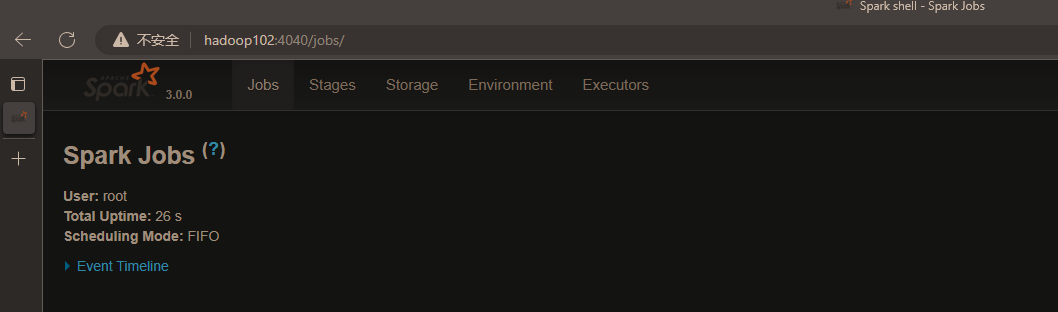 Spark shell - Spark Jobs
不安全 hadoop102:4040/jobs/
APACHE Spark 3.0.0 Jobs Stages Storage Environment Executors
Spark Jobs (?)
User: root
Total Uptime: 26 s
Scheduling Mode: FIFO
Event Timeline